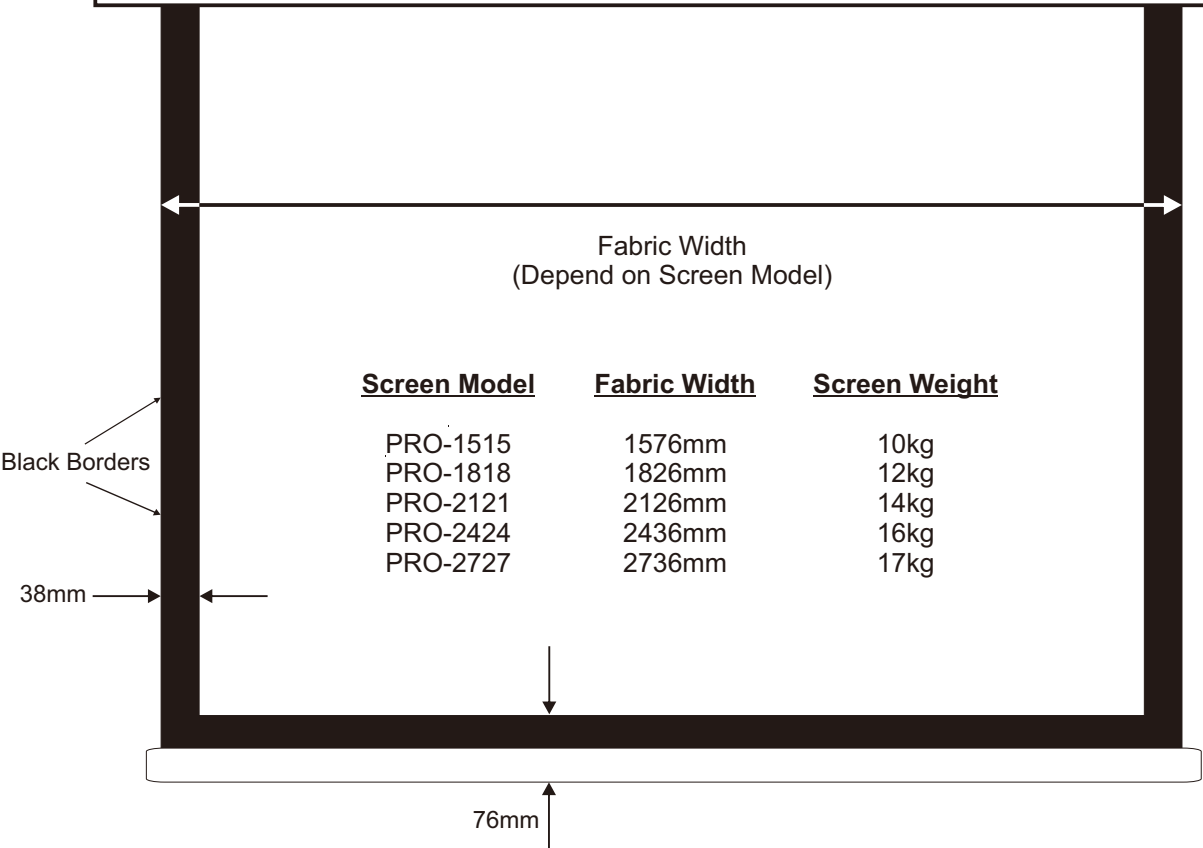 Fabric Width
(Depend on Screen Model)
Screen Model Fabric Width Screen Weight
PRO-1515 1576mm 10kg
PRO-1818 1826mm 12kg
PRO-2121 2126mm 14kg
PRO-2424 2436mm 16kg
PRO-2727 2736mm 17kg
Black Borders
38mm
76mm